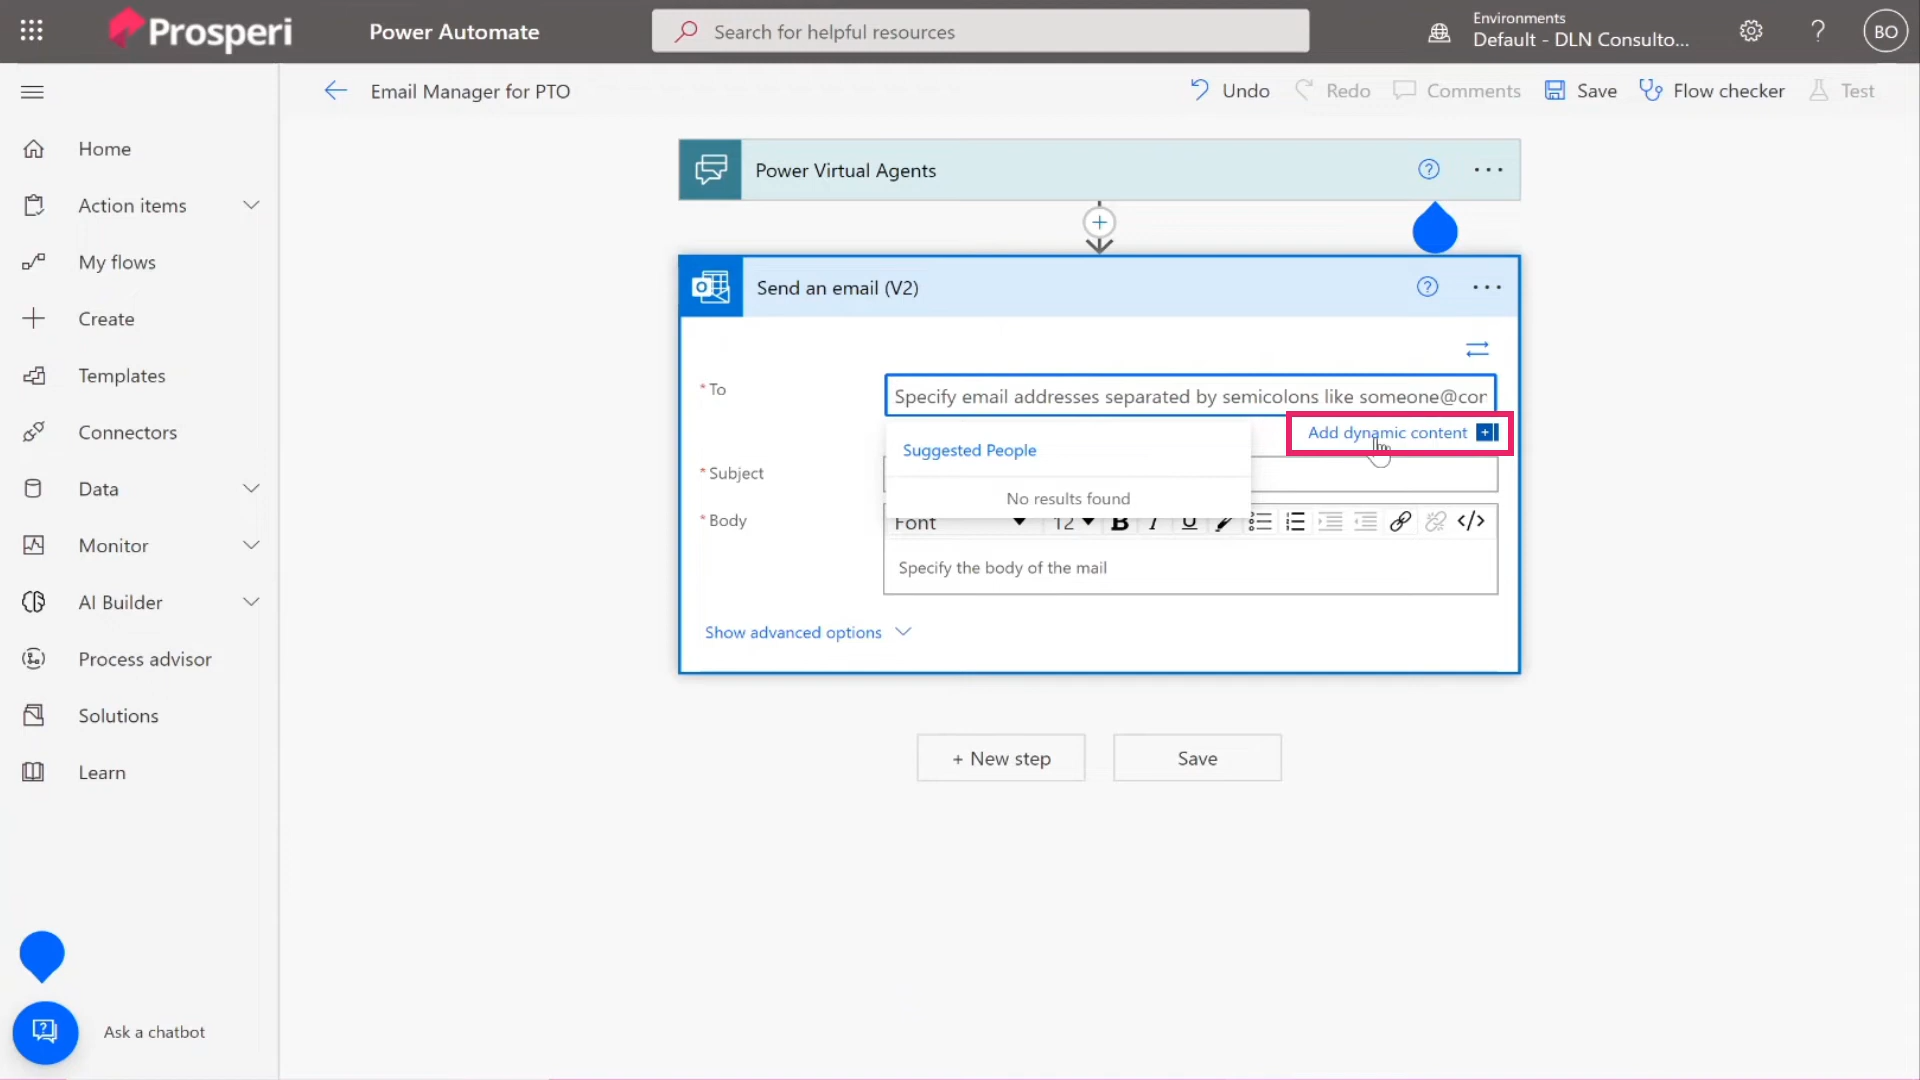 Prosperi
Power Automate
Search for helpful resources
Environments
Default - DLN Consulto...
?
BO
Email Manager for PTO
Undo
Redo
Comments
Save
Flow checker
Test
Home
Action items
My flows
Create
Templates
Connectors
Data
Monitor
AI Builder
Process advisor
Solutions
Learn
Ask a chatbot
Power Virtual Agents
Send an email (V2)
* To
Specify email addresses separated by semicolons like someone@con
Add dynamic content
Suggested People
No results found
* Subject
* Body
Font
12
B I U
</>
Specify the body of the mail
Show advanced options
+ New step
Save